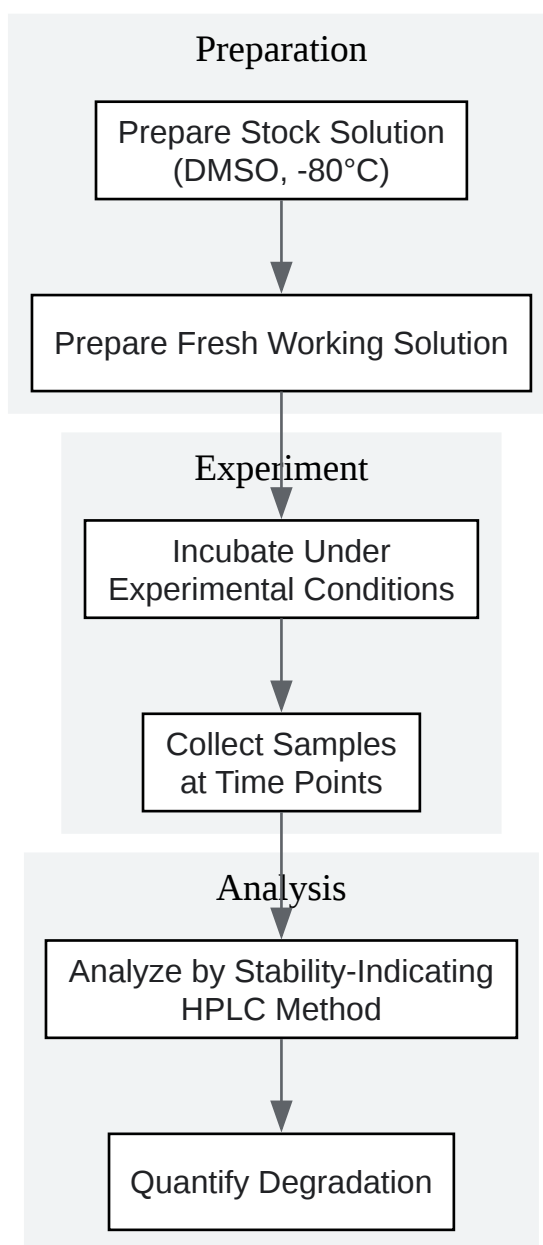 Preparation
Prepare Stock Solution
(DMSO, -80°C)
Prepare Fresh Working Solution
Experiment
Incubate Under
Experimental Conditions
Collect Samples
at Time Points
Analysis
Analyze by Stability-Indicating
HPLC Method
Quantify Degradation